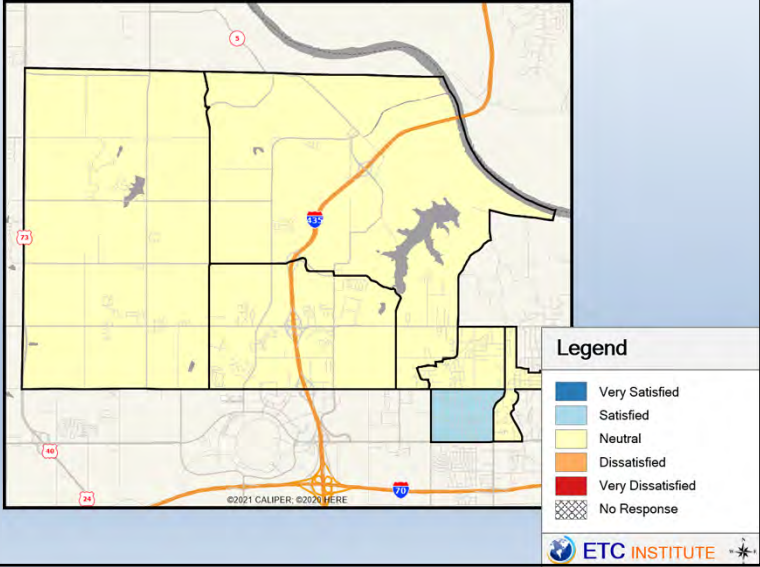 5
435
73
Legend
Very Satisfied
Satisfied
Neutral
Dissatisfied
Very Dissatisfied
No Response
40
24
70
©2021 CALIPER; ©2020 HERE
ETC INSTITUTE